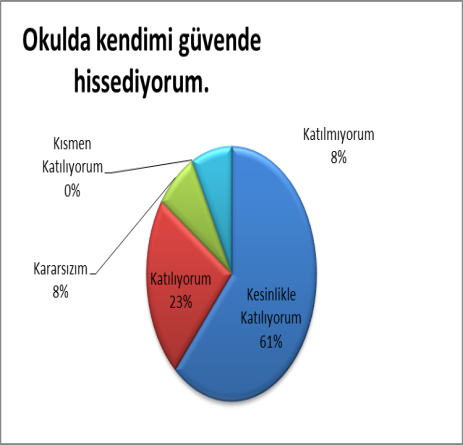 Okulda kendimi güvende
hissediyorum.
Katılmıyorum
8%
Kısmen
Katılıyorum
0%
Kararsızım
8%
Katılıyorum
23%
Kesinlikle
Katılıyorum
61%